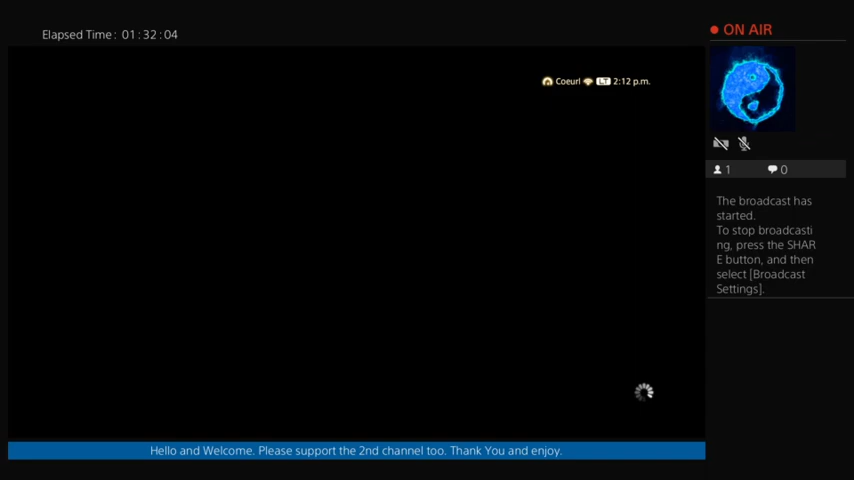 Elapsed Time: 01:32:04
ON AIR
Coeurl LT 2:12 p.m.
1 0
The broadcast has
started.
To stop broadcasti
ng, press the SHAR
E button, and then
select [Broadcast
Settings].
Hello and Welcome. Please support the 2nd channel too. Thank You and enjoy.